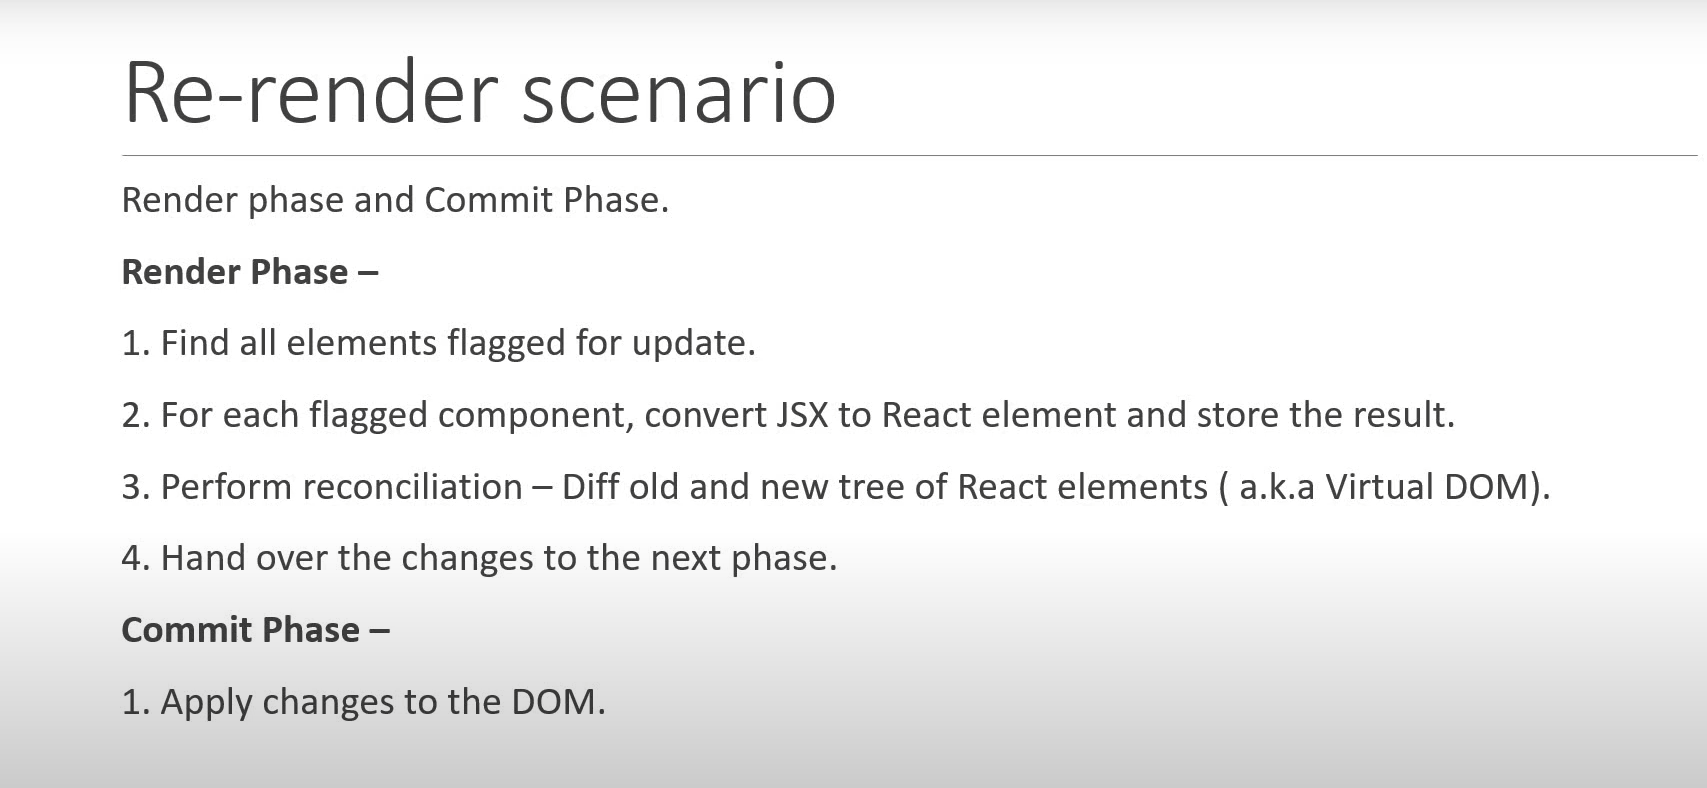 Re-render scenario
Render phase and Commit Phase.
Render Phase –
1. Find all elements flagged for update.
2. For each flagged component, convert JSX to React element and store the result.
3. Perform reconciliation – Diff old and new tree of React elements ( a.k.a Virtual DOM).
4. Hand over the changes to the next phase.
Commit Phase –
1. Apply changes to the DOM.